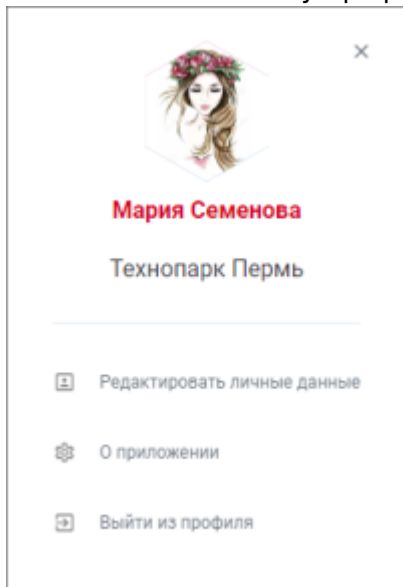 Мария Семенова
Технопарк Пермь
Редактировать личные данные
О приложении
Выйти из профиля